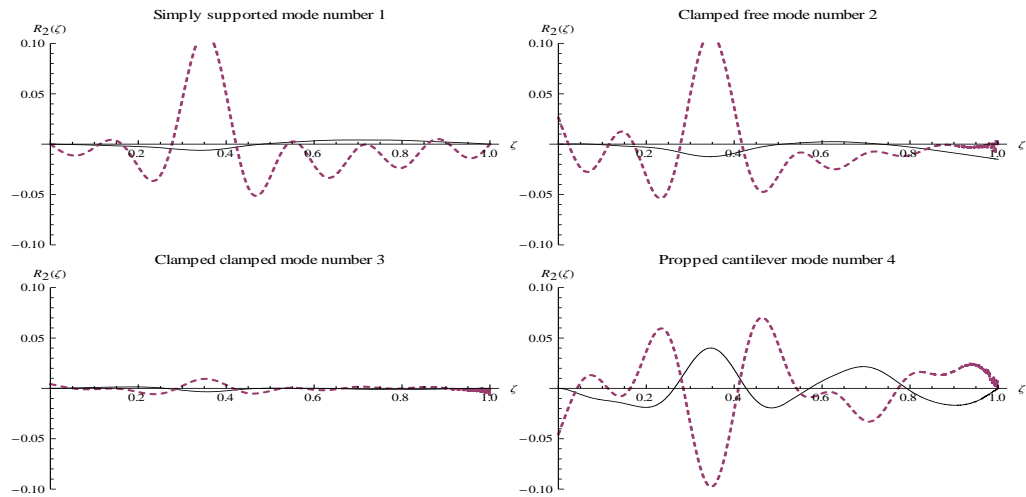 Simply supported mode number 1
R₂(ζ)
0.10
0.05
−0.05
−0.10
0.2 0.4 0.6 0.8 1.0 ζ
Clamped free mode number 2
R₂(ζ)
0.10
0.05
−0.05
−0.10
0.2 0.4 0.6 0.8 1.0 ζ
Clamped clamped mode number 3
R₂(ζ)
0.10
0.05
−0.05
−0.10
0.2 0.4 0.6 0.8 1.0 ζ
Propped cantilever mode number 4
R₂(ζ)
0.10
0.05
−0.05
−0.10
0.2 0.4 0.6 0.8 1.0 ζ